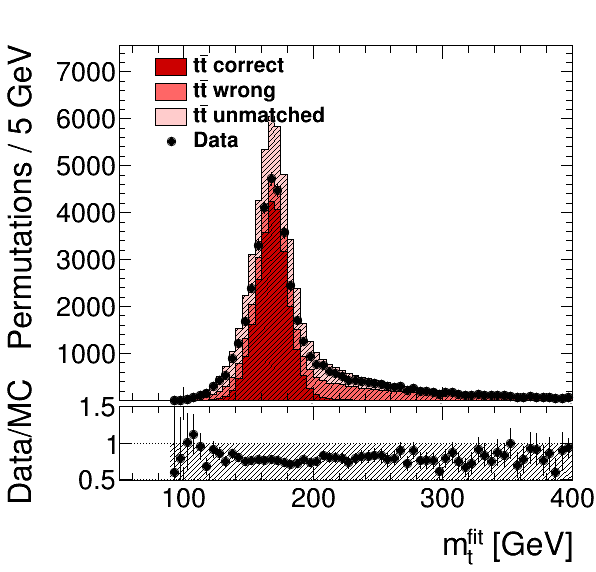 Permutations / 5 GeV
7000
6000
5000
4000
3000
2000
1000
tt̄ correct
tt̄ wrong
tt̄ unmatched
Data
Data/MC
1.5
1
0.5
100
200
300
400
m_t^fit [GeV]